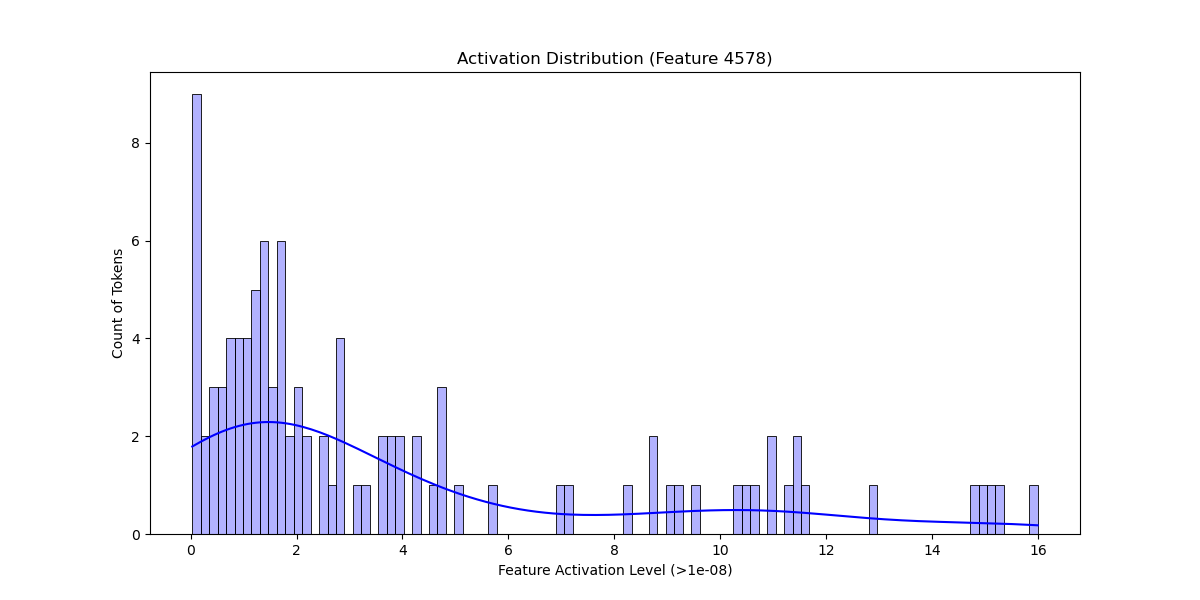 Activation Distribution (Feature 4578)
Count of Tokens
8
6
4
2
0
0 2 4 6 8 10 12 14 16
Feature Activation Level (>1e-08)